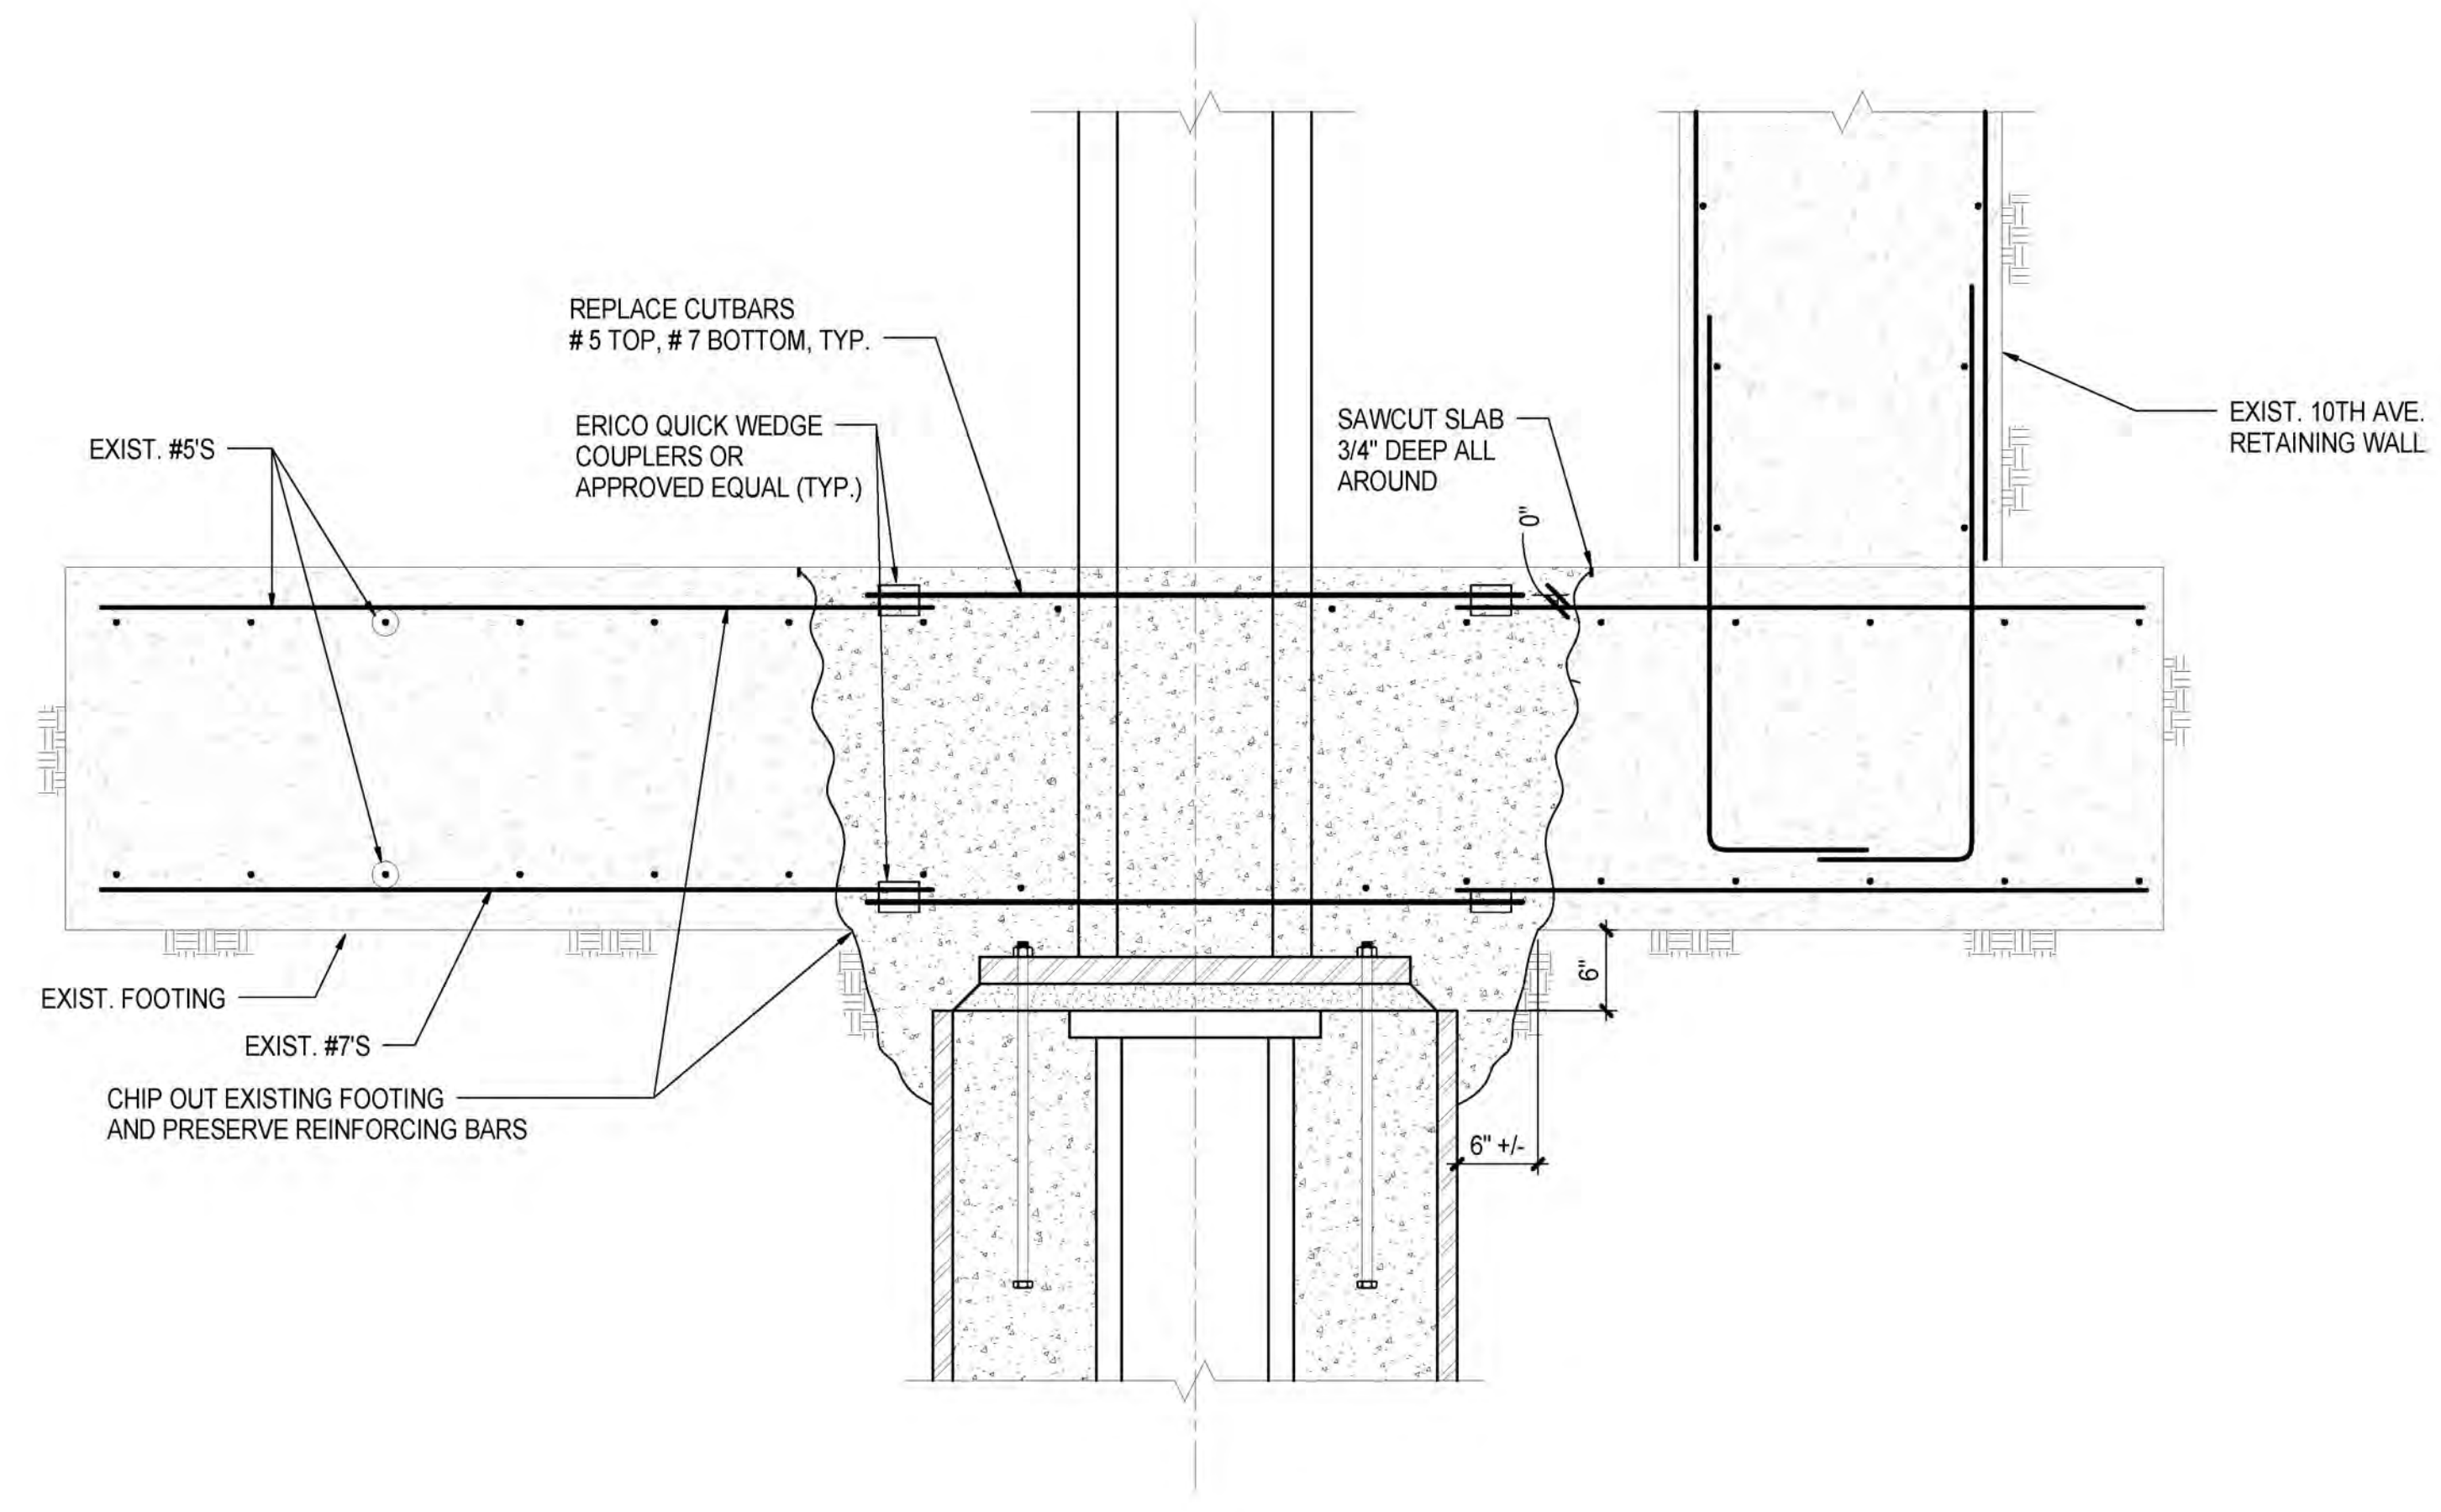 REPLACE CUTBARS
# 5 TOP, # 7 BOTTOM, TYP.
ERICO QUICK WEDGE
COUPLERS OR
APPROVED EQUAL (TYP.)
SAWCUT SLAB
3/4" DEEP ALL
AROUND
EXIST. 10TH AVE.
RETAINING WALL
EXIST. #5'S
0"
EXIST. FOOTING
6"
EXIST. #7'S
CHIP OUT EXISTING FOOTING
AND PRESERVE REINFORCING BARS
6" +/-